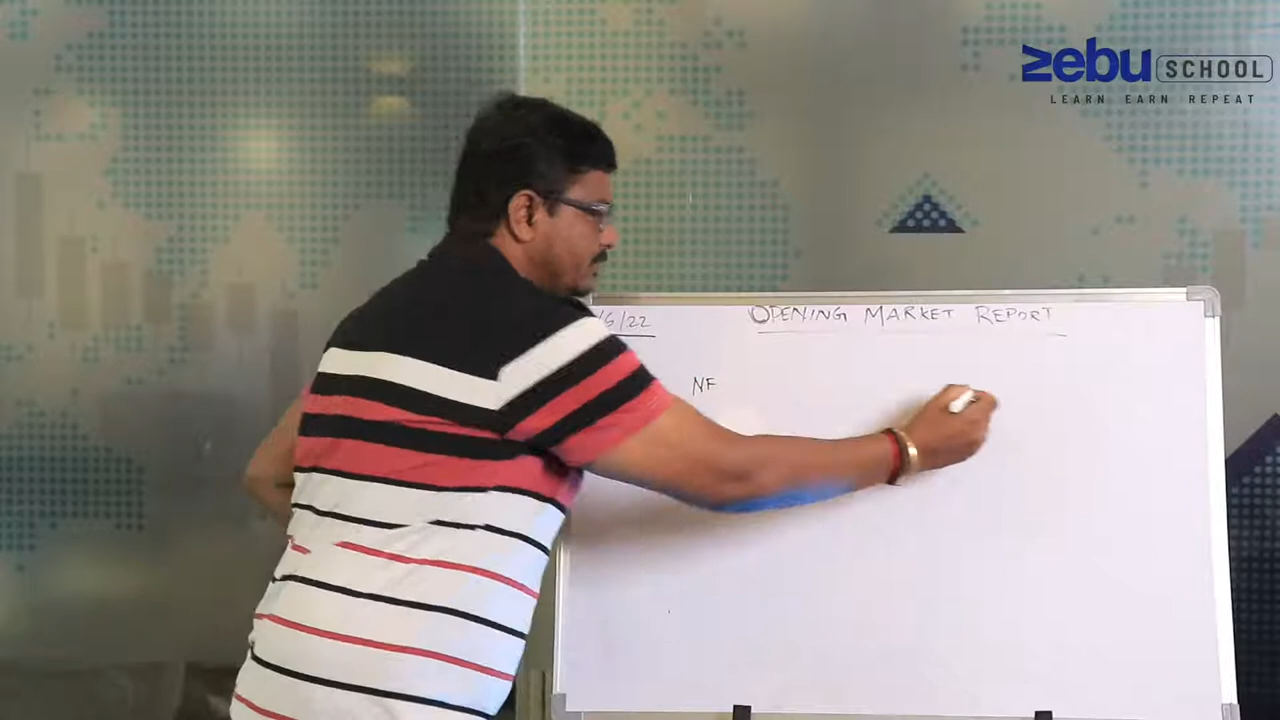 zebu SCHOOL
LEARN EARN REPEAT
/6/22 OPENING MARKET REPORT
NF